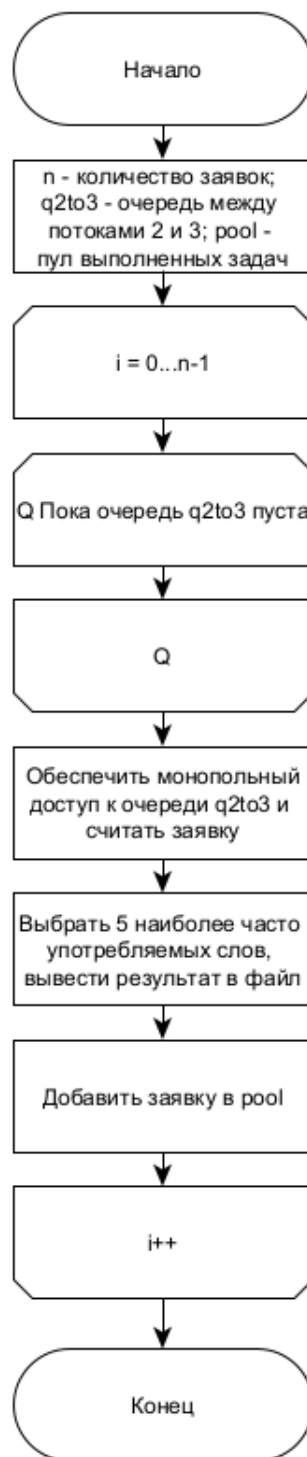 Начало
n - количество заявок;
q2to3 - очередь между
потоками 2 и 3; pool -
пул выполненных задач
i = 0...n-1
Q Пока очередь q2to3 пуста
Q
Обеспечить монопольный
доступ к очереди q2to3 и
считать заявку
Выбрать 5 наиболее часто
употребляемых слов,
вывести результат в файл
Добавить заявку в pool
i++
Конец